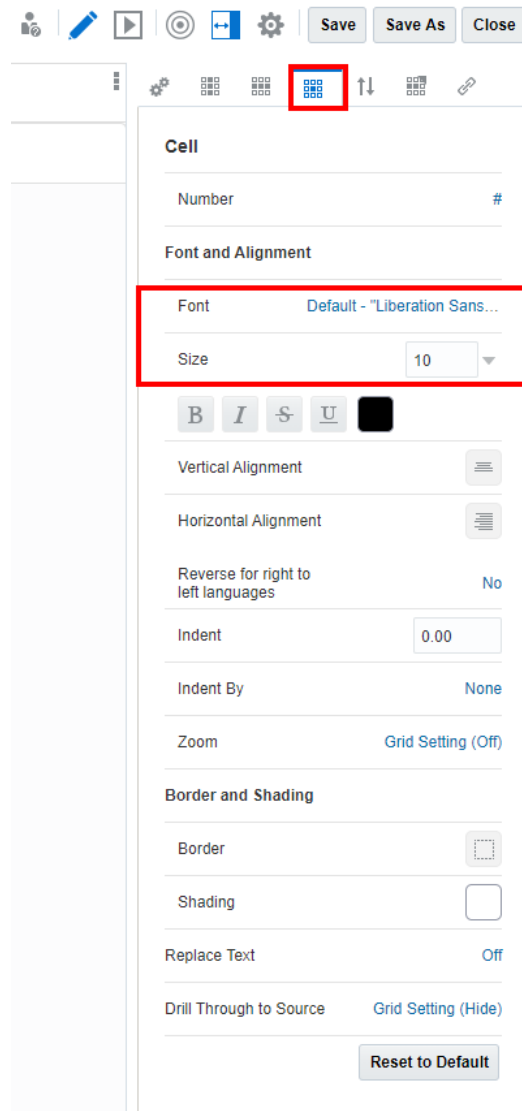 Save Save As Close
Cell
Number #
Font and Alignment
Font Default - "Liberation Sans...
Size 10
B I S U
Vertical Alignment
Horizontal Alignment
Reverse for right to
left languages No
Indent 0.00
Indent By None
Zoom Grid Setting (Off)
Border and Shading
Border
Shading
Replace Text Off
Drill Through to Source Grid Setting (Hide)
Reset to Default